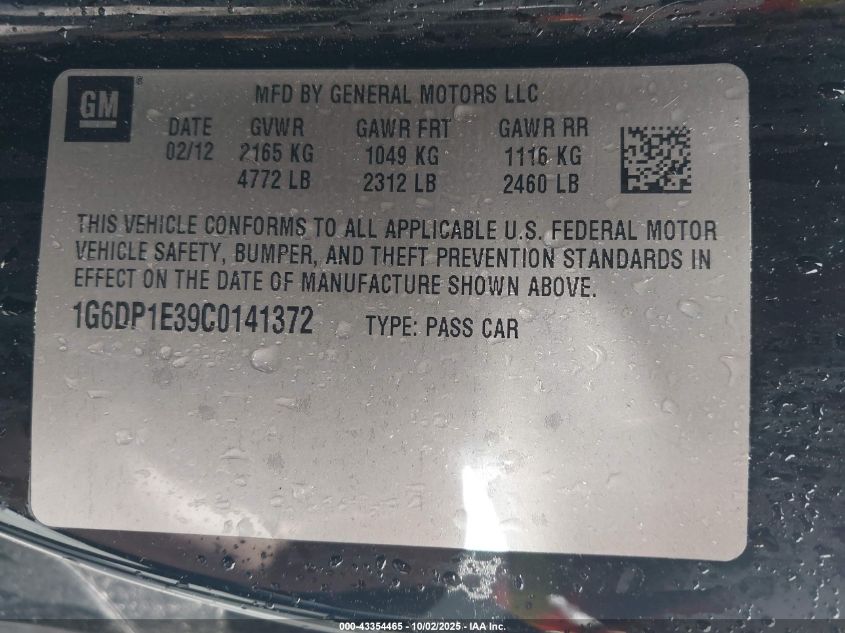 GM
MFD BY GENERAL MOTORS LLC
DATE GVWR GAWR FRT GAWR RR
02/12 2165 KG 1049 KG 1116 KG
4772 LB 2312 LB 2460 LB
THIS VEHICLE CONFORMS TO ALL APPLICABLE U.S. FEDERAL MOTOR
VEHICLE SAFETY, BUMPER, AND THEFT PREVENTION STANDARDS IN
EFFECT ON THE DATE OF MANUFACTURE SHOWN ABOVE.
1G6DP1E39C0141372 TYPE: PASS CAR
000-43354465 - 10/02/2025 - IAA Inc.